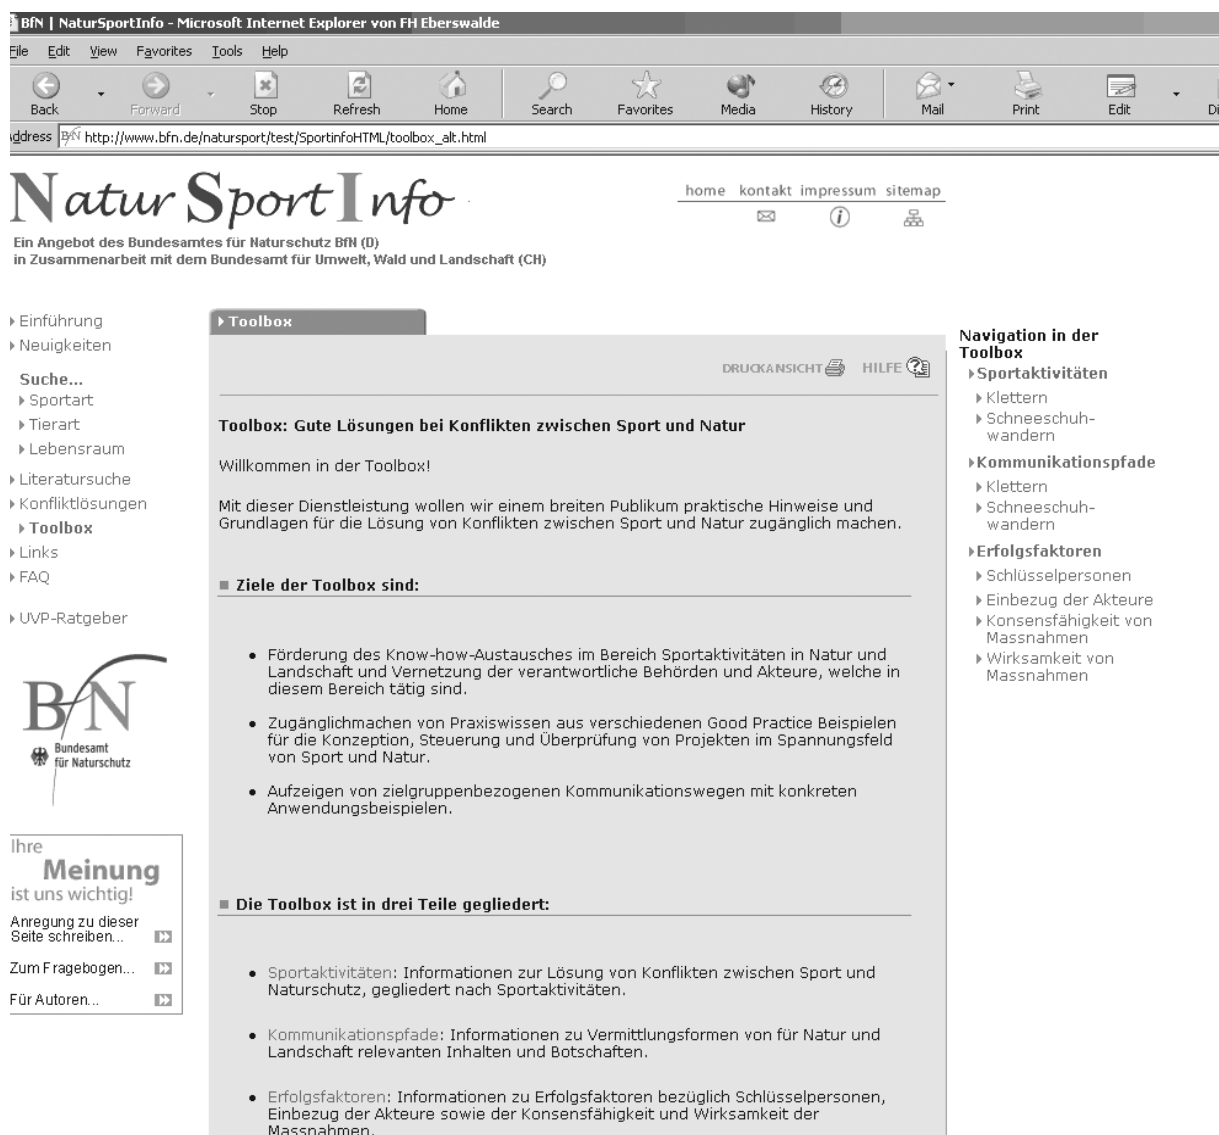 BfN | NaturSportInfo - Microsoft Internet Explorer von FH Eberswalde
File Edit View Favorites Tools Help
Back Forward Stop Refresh Home Search Favorites Media History Mail Print Edit
Address http://www.bfn.de/natursport/test/SportinfoHTML/toolbox_alt.html
NaturSportInfo
home kontakt impressum sitemap
Ein Angebot des Bundesamtes für Naturschutz BfN (D)
in Zusammenarbeit mit dem Bundesamt für Umwelt, Wald und Landschaft (CH)
Einführung
Neuigkeiten
Suche...
Sportart
Tierart
Lebensraum
Literatursuche
Konfliktlösungen
Toolbox
Links
FAQ
UVP-Ratgeber
BfN
Bundesamt
für Naturschutz
Ihre
Meinung
ist uns wichtig!
Anregung zu dieser
Seite schreiben...
Zum Fragebogen...
Für Autoren...
Toolbox
DRUCKANSICHT HILFE
Toolbox: Gute Lösungen bei Konflikten zwischen Sport und Natur
Willkommen in der Toolbox!
Mit dieser Dienstleistung wollen wir einem breiten Publikum praktische Hinweise und
Grundlagen für die Lösung von Konflikten zwischen Sport und Natur zugänglich machen.
Ziele der Toolbox sind:
• Förderung des Know-how-Austausches im Bereich Sportaktivitäten in Natur und
Landschaft und Vernetzung der verantwortliche Behörden und Akteure, welche in
diesem Bereich tätig sind.
• Zugänglichmachen von Praxiswissen aus verschiedenen Good Practice Beispielen
für die Konzeption, Steuerung und Überprüfung von Projekten im Spannungsfeld
von Sport und Natur.
• Aufzeigen von zielgruppenbezogenen Kommunikationswegen mit konkreten
Anwendungsbeispielen.
Die Toolbox ist in drei Teile gegliedert:
• Sportaktivitäten: Informationen zur Lösung von Konflikten zwischen Sport und
Naturschutz, gegliedert nach Sportaktivitäten.
• Kommunikationspfade: Informationen zu Vermittlungsformen von für Natur und
Landschaft relevanten Inhalten und Botschaften.
• Erfolgsfaktoren: Informationen zu Erfolgsfaktoren bezüglich Schlüsselpersonen,
Einbezug der Akteure sowie der Konsensfähigkeit und Wirksamkeit der
Massnahmen.
Navigation in der
Toolbox
Sportaktivitäten
Klettern
Schneeschuh-
wandern
Kommunikationspfade
Klettern
Schneeschuh-
wandern
Erfolgsfaktoren
Schlüsselpersonen
Einbezug der Akteure
Konsensfähigkeit von
Massnahmen
Wirksamkeit von
Massnahmen